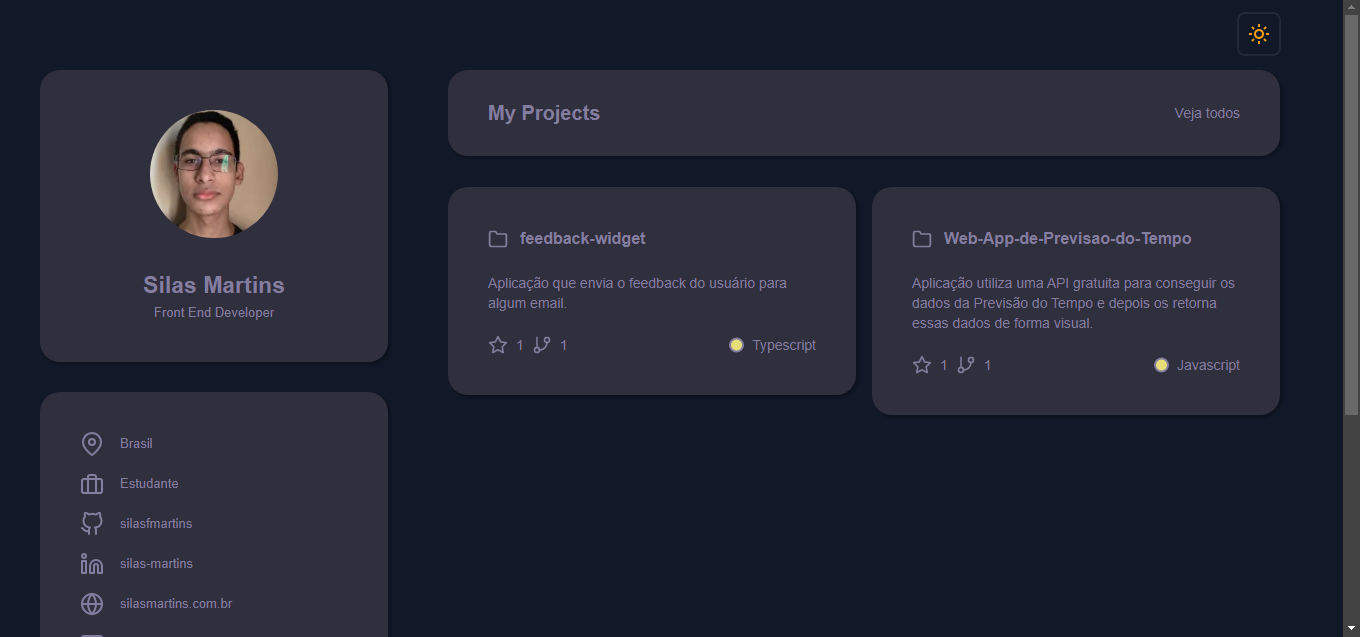 Silas Martins
Front End Developer
Brasil
Estudante
silasfmartins
silas-martins
silasmartins.com.br
My Projects
Veja todos
feedback-widget
Aplicação que envia o feedback do usuário para
algum email.
1 1 Typescript
Web-App-de-Previsao-do-Tempo
Aplicação utiliza uma API gratuita para conseguir os
dados da Previsão do Tempo e depois os retorna
essas dados de forma visual.
1 1 Javascript